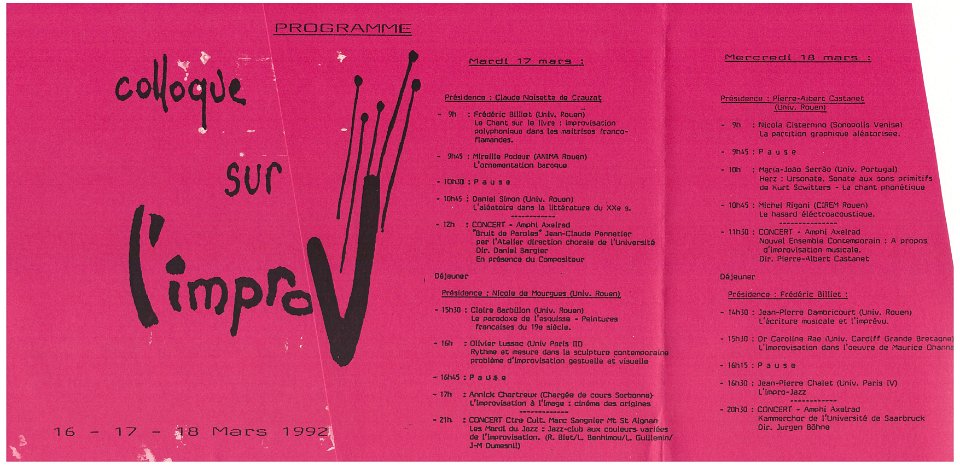 PROGRAMME
colloque
sur
l'improV
16 - 17 - 18 Mars 1992
Mardi 17 mars :
Présidence : Claude Noisette de Crauzat
- 9h : Frédéric Billiet (Univ. Rouen)
Le Chant sur le livre : improvisation
polyphonique dans les maîtrises franco-
flamandes.
- 9h45 : Mireille Podeur (ANIMA Rouen)
L'ornementation baroque
- 10h30 : P a u s e
- 10h45 : Daniel Simon (Univ. Rouen)
L'aléatoire dans la littérature du XXe s.
------------
- 12h : CONCERT - Amphi Axelrad
"Bruit de Paroles" Jean-Claude Pennetier
par l'Atelier direction chorale de l'Université
Dir. Daniel Bargier
En présence du Compositeur
Déjeuner
Présidence : Nicole de Mourgues (Univ. Rouen)
- 15h30 : Claire Barbillon (Univ. Rouen)
Le paradoxe de l'esquisse - Peintures
françaises du 19e siècle.
- 16h : Olivier Lussac (Univ Paris III)
Rythme et mesure dans la sculpture contemporaine
problème d'improvisation gestuelle et visuelle
- 16h45 : P a u s e
- 17h : Annick Chartreux (Chargée de cours Sorbonne)
L'improvisation à l'image : cinéma des origines
-------------
- 21h : CONCERT Ctre Cult. Marc Sangnier Mt St Aignan
Les Mardi du Jazz : Jazz-club aux couleurs variées
de l'improvisation. (R. Biet/L. Benhimou/L. Guillemin/
J-M Dumesnil)
Mercredi 18 mars :
Présidence : Pierre-Albert Castanet
(Univ. Rouen)
- 9h : Nicola Cisternino (Sonopolis Venise)
La partition graphique aléatorisée.
- 9h45 : P a u s e
- 10h : Maria-João Serrão (Univ. Portugal)
Herz : Ursonate, Sonate aux sons primitifs
de Kurt Scwitters - Le chant phonétique
- 10h45 : Michel Rigoni (CIREM Rouen)
Le hasard éléctroacoustique.
--------------
- 11h30 : CONCERT - Amphi Axelrad
Nouvel Ensemble Contemporain : A propos
d'improvisation musicale.
Dir. Pierre-Albert Castanet
Déjeuner
Présidence : Frédéric Billiet :
- 14h30 : Jean-Pierre Dambricourt (Univ. Rouen)
L'écriture musicale et l'imprévu.
- 15h30 : Dr Caroline Rae (Univ. Cardiff Grande Bretagne)
L'improvisation dans l'oeuvre de Maurice Ohana
- 16h15 : P a u s e
- 16h30 : Jean-Pierre Chalet (Univ. Paris IV)
L'impro-Jazz
------------
- 20h30 : CONCERT - Amphi Axelrad
Kammerchor de l'Université de Saarbruck
Dir. Jurgen Böhne